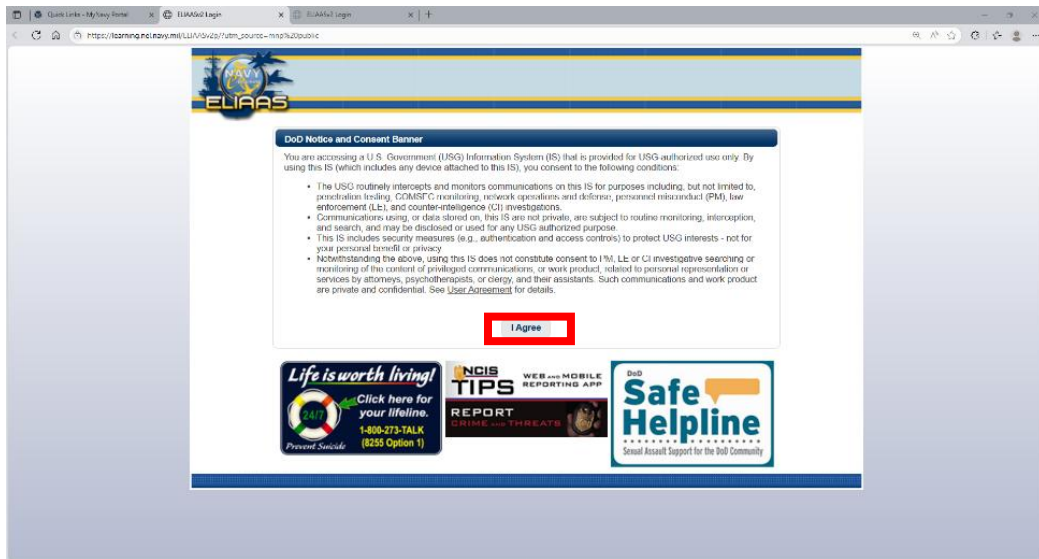 Quick Links - MyNavy Portal
ELIAASv2 Login
ELIAASv2 Login
https://learning.nel.navy.mil/ELIAASv2p/?utm_source=mnp%20public
NAVY
ELIAAS
DoD Notice and Consent Banner
You are accessing a U.S. Government (USG) Information System (IS) that is provided for USG-authorized use only. By
using this IS (which includes any device attached to this IS), you consent to the following conditions:
• The USG routinely intercepts and monitors communications on this IS for purposes including, but not limited to,
penetration testing, COMSEC monitoring, network operations and defense, personnel misconduct (PM), law
enforcement (LE), and counter-intelligence (CI) investigations.
• Communications using, or data stored on, this IS are not private, are subject to routine monitoring, interception,
and search, and may be disclosed or used for any USG authorized purpose.
• This IS includes security measures (e.g., authentication and access controls) to protect USG interests - not for
your personal benefit or privacy
• Notwithstanding the above, using this IS does not constitute consent to PM, LE or CI investigative searching or
monitoring of the content of privileged communications, or work product, related to personal representation or
services by attorneys, psychotherapists, or clergy, and their assistants. Such communications and work product
are private and confidential. See User Agreement for details.
I Agree
Life is worth living!
24/7
Click here for
your lifeline.
1-800-273-TALK
(8255 Option 1)
Prevent Suicide
NCIS
TIPS
WEB AND MOBILE
REPORTING APP
REPORT
CRIME AND THREATS
DoD
Safe
Helpline
Sexual Assault Support for the DoD Community